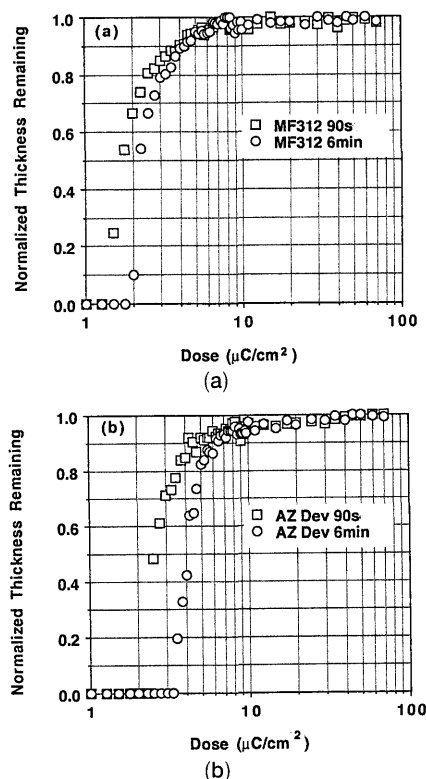 (a)
Normalized Thickness Remaining
1.0
0.8
0.6
0.4
0.2
0.0
MF312 90s
MF312 6min
1
10
100
Dose (μC/cm²)
(a)
(b)
Normalized Thickness Remaining
1.0
0.8
0.6
0.4
0.2
0.0
AZ Dev 90s
AZ Dev 6min
1
10
100
Dose (μC/cm⁻²)
(b)